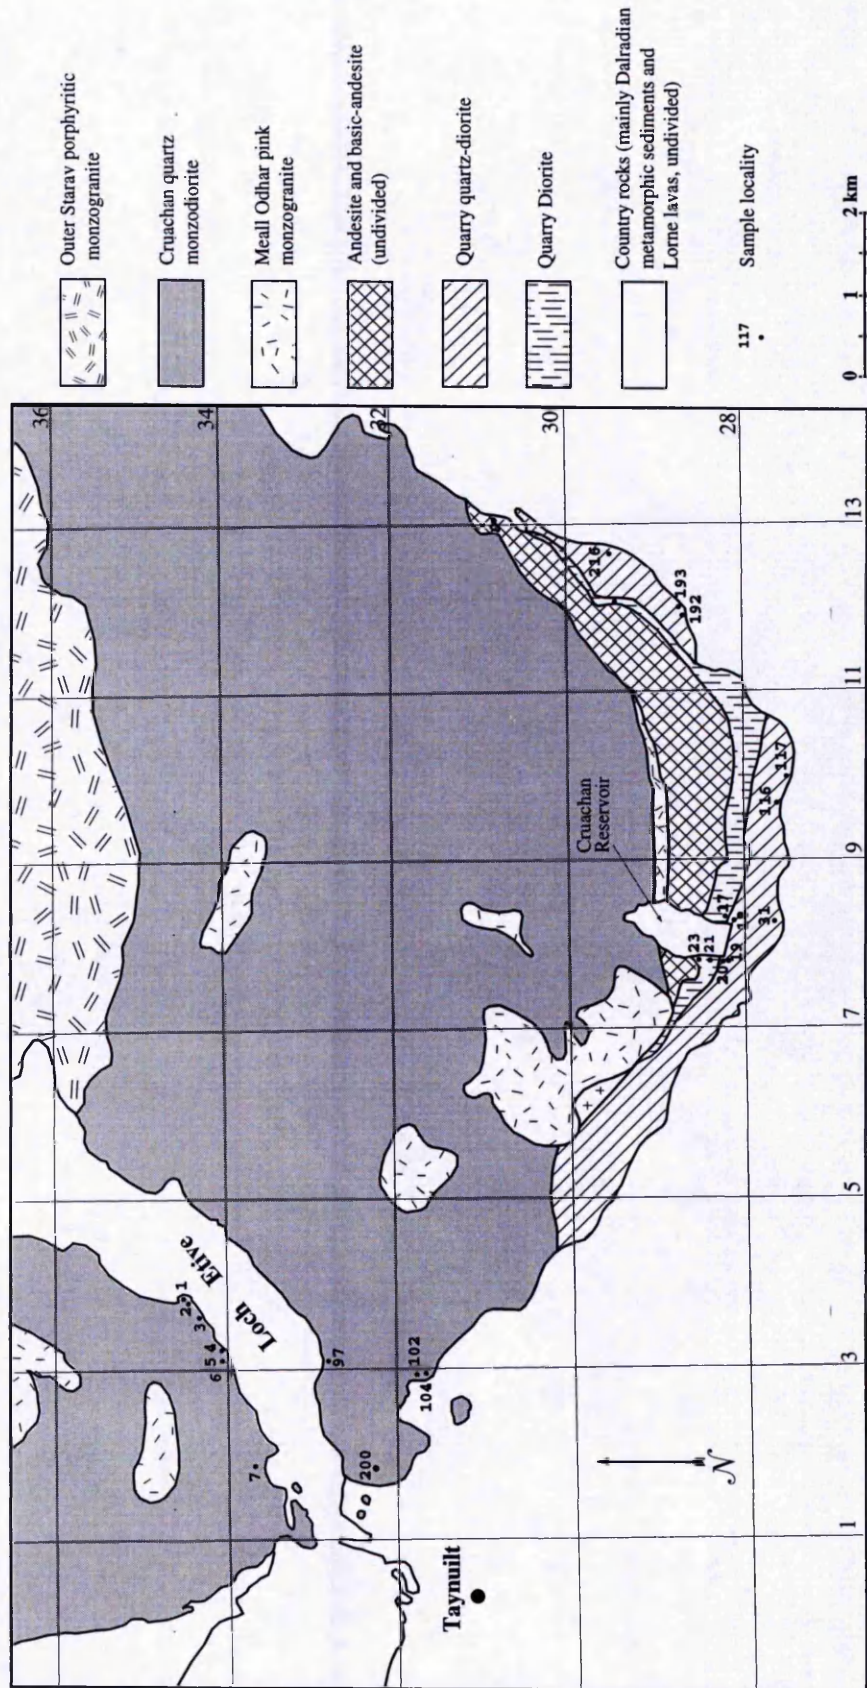 Outer Starav porphyritic
monzogranite
Cruachan quartz
monzodiorite
Meall Odhar pink
monzogranite
Andesite and basic-andesite
(undivided)
Quarry quartz-diorite
Quarry Diorite
Country rocks (mainly Dalradian
metamorphic sediments and
Lorne lavas, undivided)
117
Sample locality
0 1 2 km
36
34
32
30
28
1
3
5
7
9
11
13
Loch Etive
Taynuilt
Cruachan
Reservoir
N
1
2
3
4
5
6
7
97
102
104
200
23
21
20
19
17
18
31
116
117
192
193
216